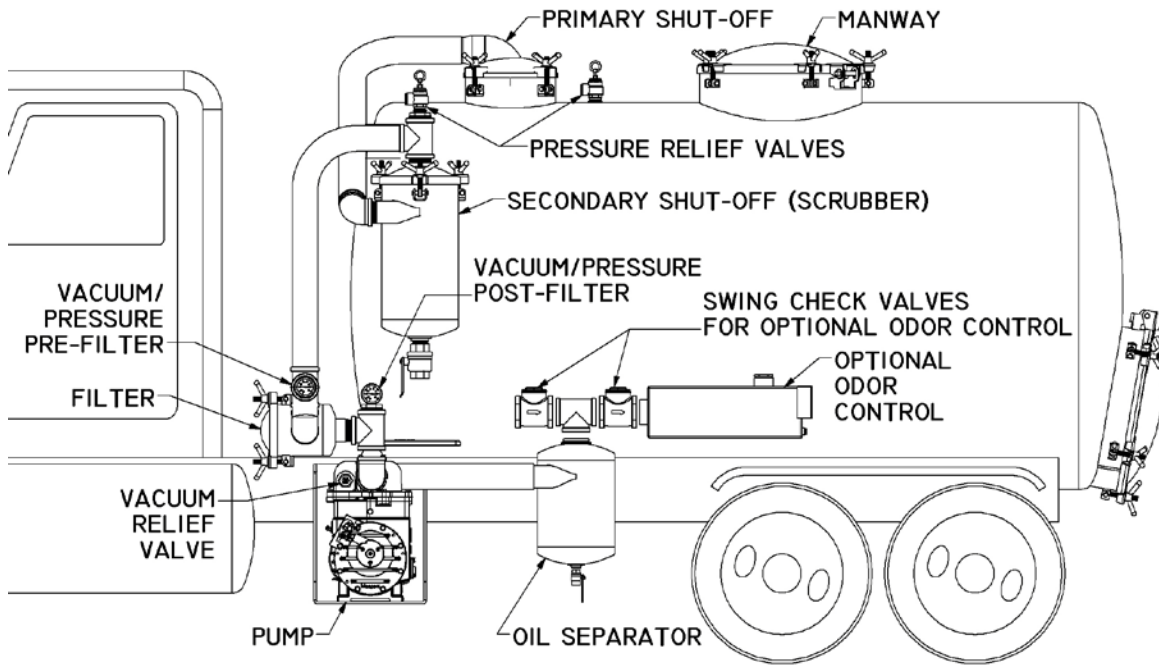 PRIMARY SHUT-OFF
MANWAY
PRESSURE RELIEF VALVES
SECONDARY SHUT-OFF (SCRUBBER)
VACUUM/PRESSURE
POST-FILTER
VACUUM/
PRESSURE
PRE-FILTER
SWING CHECK VALVES
FOR OPTIONAL ODOR CONTROL
OPTIONAL
ODOR
CONTROL
FILTER
VACUUM
RELIEF
VALVE
PUMP
OIL SEPARATOR